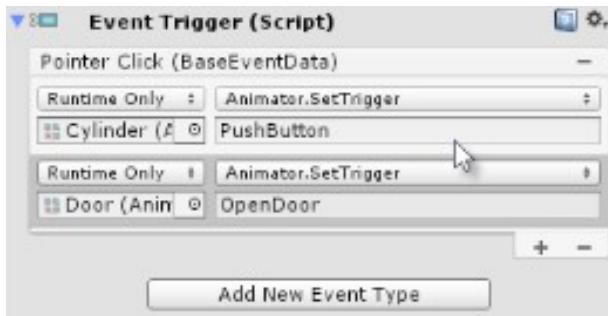 Event Trigger (Script)
Pointer Click (BaseEventData)
Runtime Only Animator.SetTrigger
Cylinder (A PushButton
Runtime Only Animator.SetTrigger
Door (Anim OpenDoor
+ −
Add New Event Type